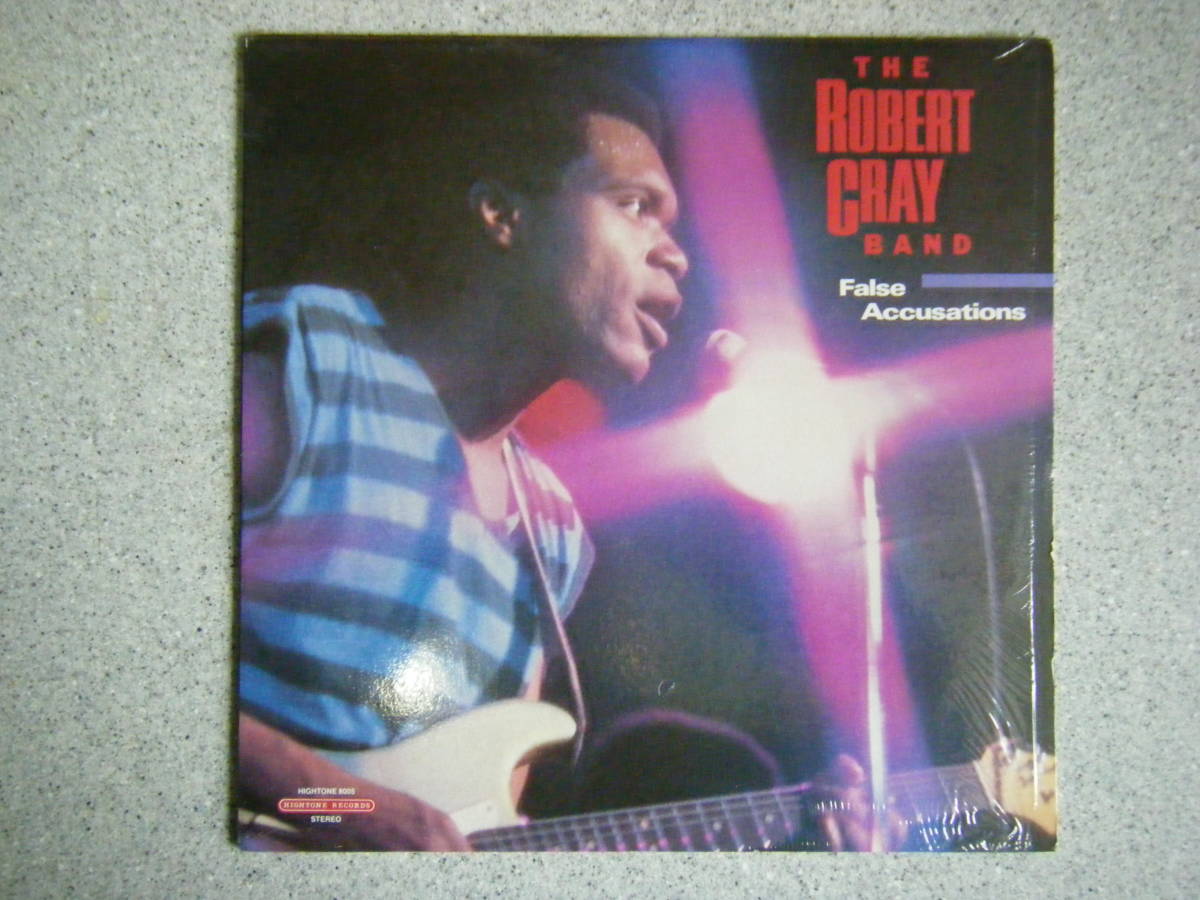 THE
ROBERT
CRAY
BAND
False
Accusations
HIGHTONE 8005
HIGHTONE RECORDS
STEREO